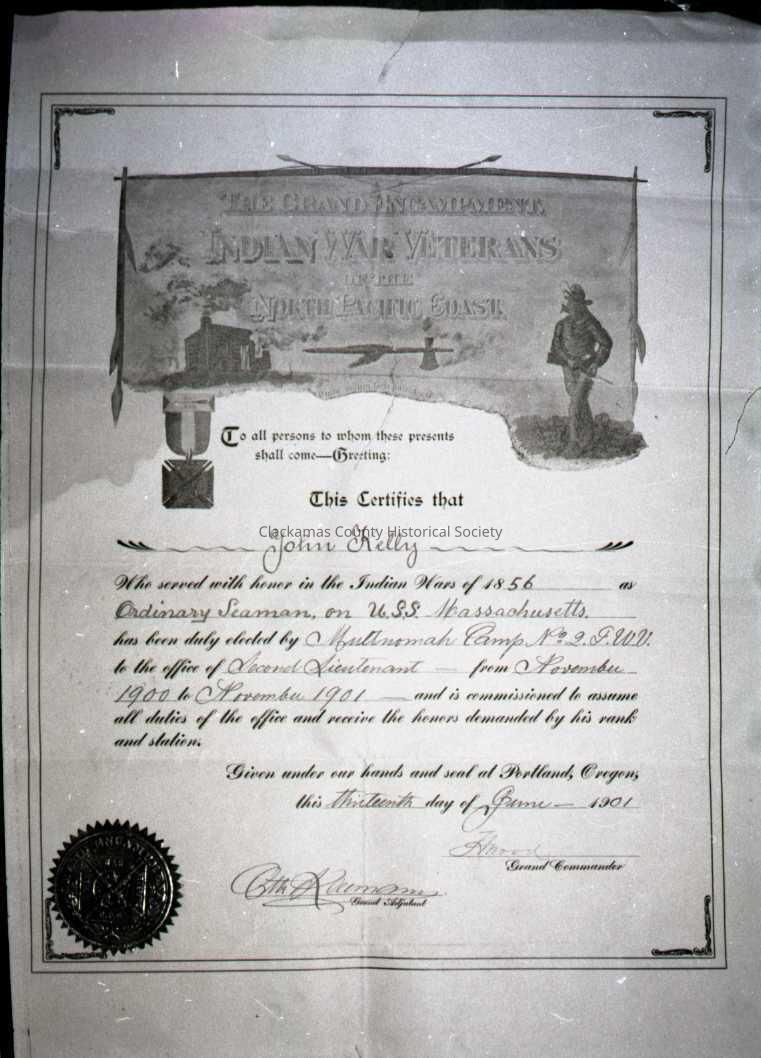 THE GRAND ENCAMPMENT,
INDIAN WAR VETERANS
OF THE
NORTH PACIFIC COAST.
To all persons to whom these presents
shall come—Greeting:
This Certifies that
Clackamas County Historical Society
John Kelly
Who served with honor in the Indian Wars of 1856 as
Ordinary Seaman, on U.S.S. Massachusetts.
has been duly elected by Multnomah Camp No 2. I.W.V.
to the office of Second Lieutenant — from November
1900 to November 1901 — and is commissioned to assume
all duties of the office and receive the honors demanded by his rank
and station.
Given under our hands and seal at Portland, Oregon,
this thirteenth day of June — 1901
Grand Commander
Otto Kleemann
Grand Adjutant